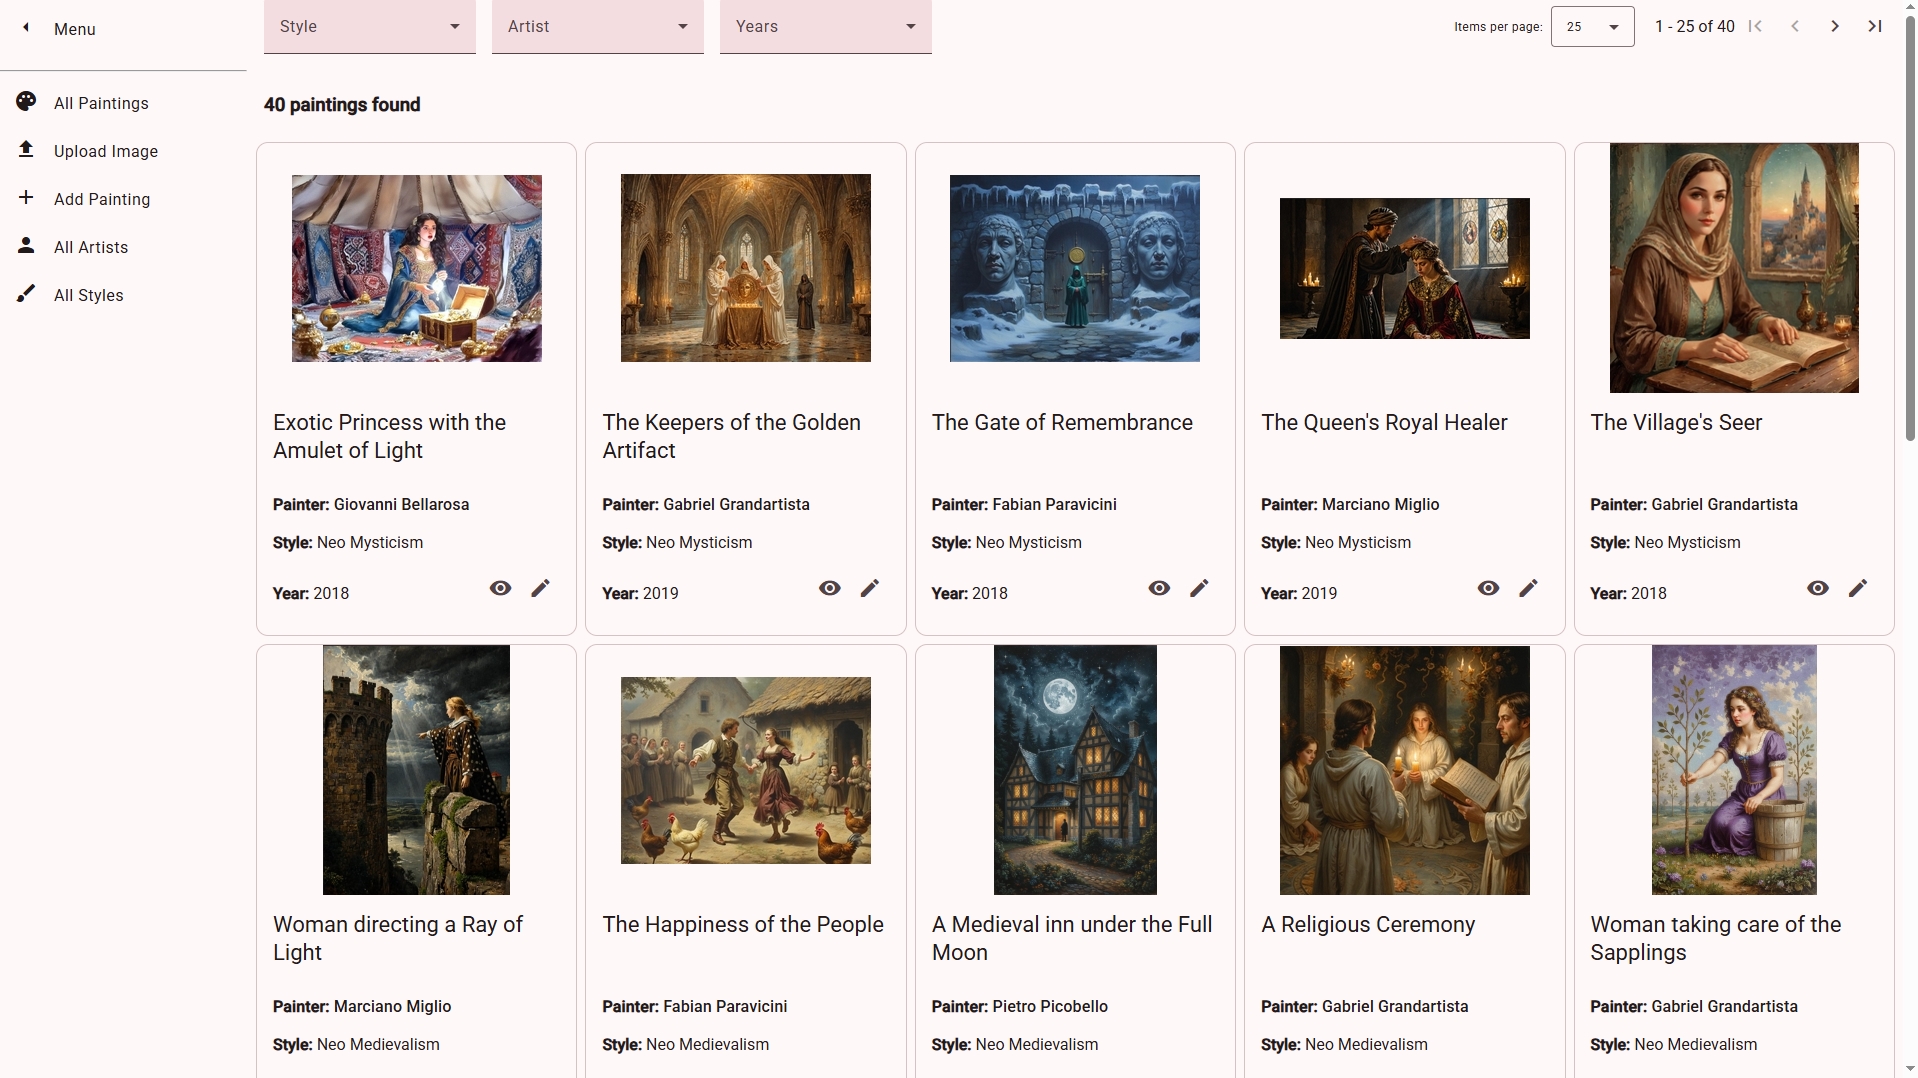 Menu
Style
Artist
Years
Items per page:
25
1 - 25 of 40
All Paintings
Upload Image
Add Painting
All Artists
All Styles
40 paintings found
Exotic Princess with the
Amulet of Light
Painter: Giovanni Bellarosa
Style: Neo Mysticism
Year: 2018
The Keepers of the Golden
Artifact
Painter: Gabriel Grandartista
Style: Neo Mysticism
Year: 2019
The Gate of Remembrance
Painter: Fabian Paravicini
Style: Neo Mysticism
Year: 2018
The Queen's Royal Healer
Painter: Marciano Miglio
Style: Neo Mysticism
Year: 2019
The Village's Seer
Painter: Gabriel Grandartista
Style: Neo Mysticism
Year: 2018
Woman directing a Ray of
Light
Painter: Marciano Miglio
Style: Neo Medievalism
The Happiness of the People
Painter: Fabian Paravicini
Style: Neo Medievalism
A Medieval inn under the Full
Moon
Painter: Pietro Picobello
Style: Neo Medievalism
A Religious Ceremony
Painter: Gabriel Grandartista
Style: Neo Medievalism
Woman taking care of the
Sapplings
Painter: Gabriel Grandartista
Style: Neo Medievalism